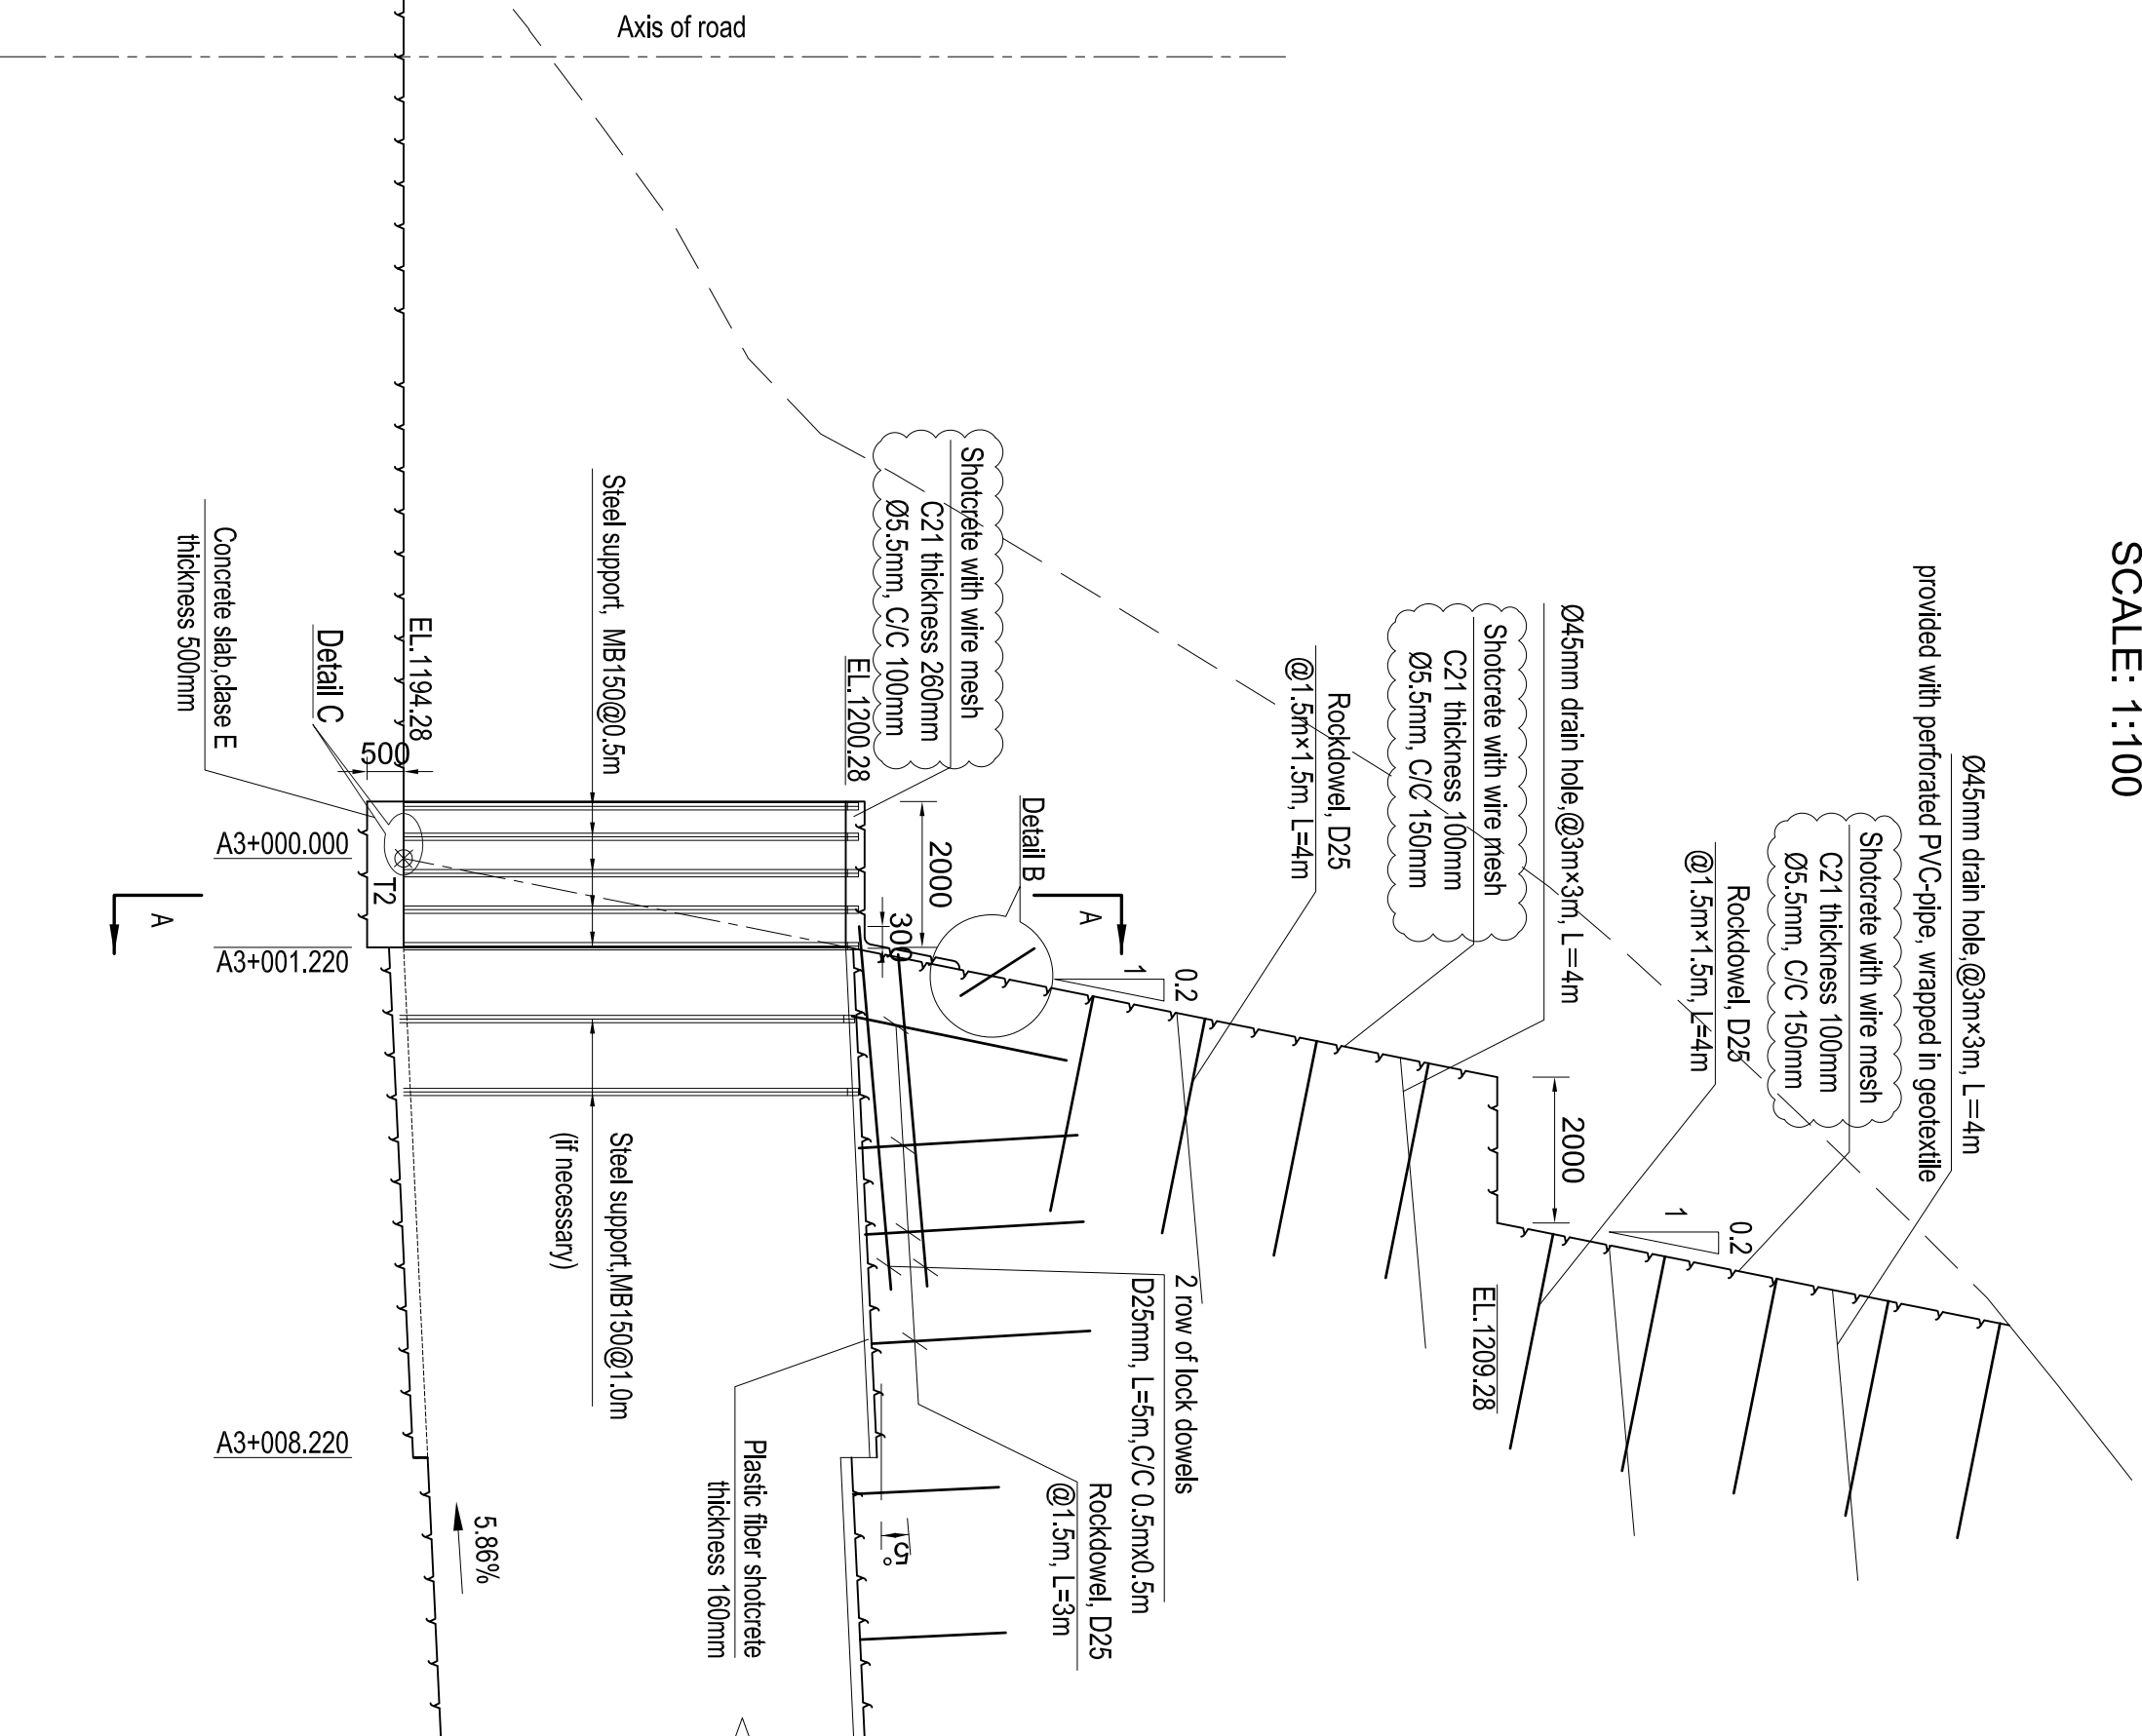 SCALE: 1:100
Ø45mm drain hole,@3m×3m, L=4m
provided with perforated PVC-pipe, wrapped in geotextile
Shotcrete with wire mesh
C21 thickness 100mm
Ø5.5mm, C/C 150mm
Rockdowel, D25
@1.5m×1.5m, L=4m
0.2
1
EL.1209.28
2000
Ø45mm drain hole,@3m×3m, L=4m
Shotcrete with wire mesh
C21 thickness 100mm
Ø5.5mm, C/C 150mm
Rockdowel, D25
@1.5m×1.5m, L=4m
0.2
1
A
Detail B
2 row of lock dowels
D25mm, L=5m,C/C 0.5mx0.5m
Rockdowel, D25
@1.5m, L=3m
Shotcrete with wire mesh
C21 thickness 260mm
Ø5.5mm, C/C 100mm
2000
300
EL.1200.28
5°
Plastic fiber shotcrete
thickness 160mm
Steel support, MB150@0.5m
Steel support,MB150@1.0m
(if necessary)
EL.1194.28
500
T2
Detail C
5.86%
Concrete slab,clase E
thickness 500mm
A
Axis of road
A3+000.000
A3+001.220
A3+008.220